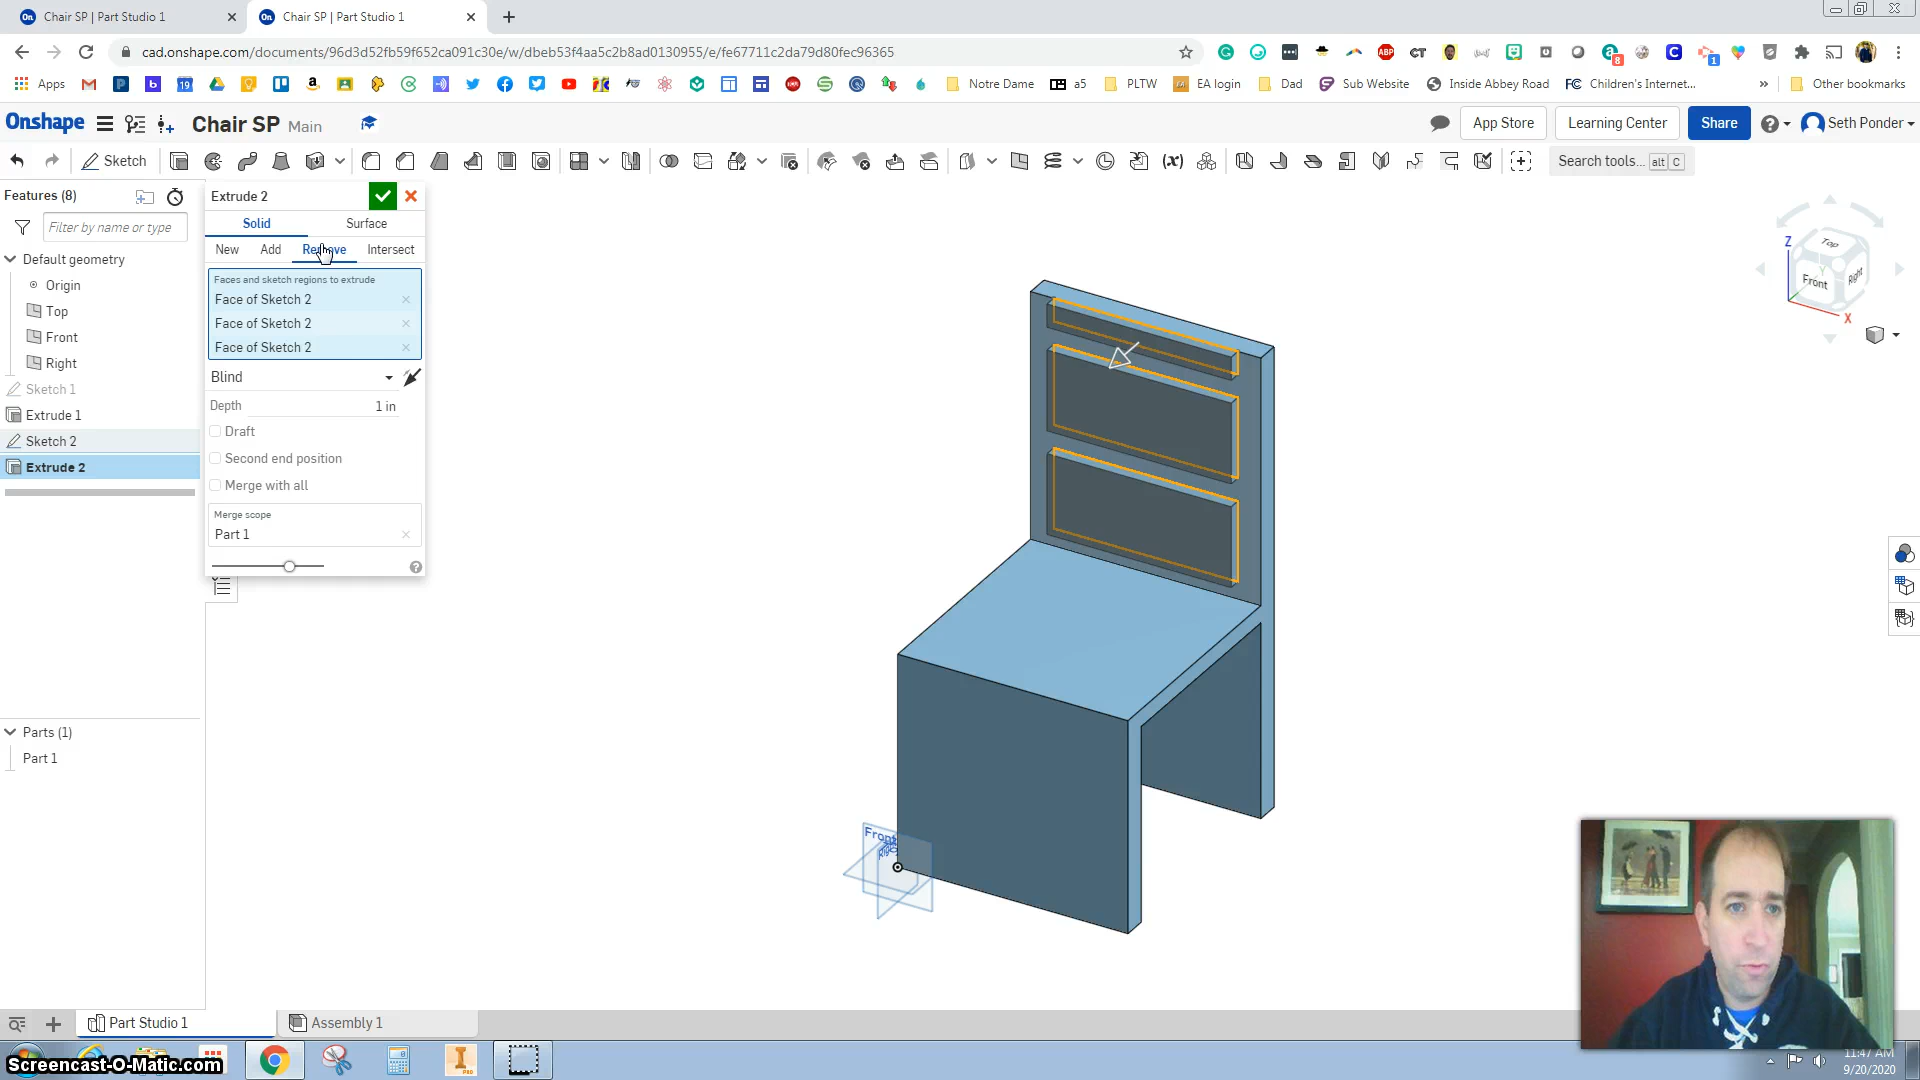 Chair SP | Part Studio 1
Chair SP | Part Studio 1
cad.onshape.com/documents/96d3d52fb59f652ca091c30e/w/dbeb53f4aa5c2b8ad0130955/e/fe67711c2da79d80fec96365
Apps
Notre Dame
a5
PLTW
EA login
Dad
Sub Website
Inside Abbey Road
Children's Internet...
Other bookmarks
Onshape
Chair SP Main
App Store
Learning Center
Share
Seth Ponder
Sketch
Search tools... alt C
Features (8)
Filter by name or type
Default geometry
Origin
Top
Front
Right
Sketch 1
Extrude 1
Sketch 2
Extrude 2
Extrude 2
Solid Surface
New Add Remove Intersect
Faces and sketch regions to extrude
Face of Sketch 2
Face of Sketch 2
Face of Sketch 2
Blind
Depth 1 in
Draft
Second end position
Merge with all
Merge scope
Part 1
Parts (1)
Part 1
Front
Z
Top
Front
Right
X
Part Studio 1
Assembly 1
Screencast-O-Matic.com
11:47 AM
9/20/2020